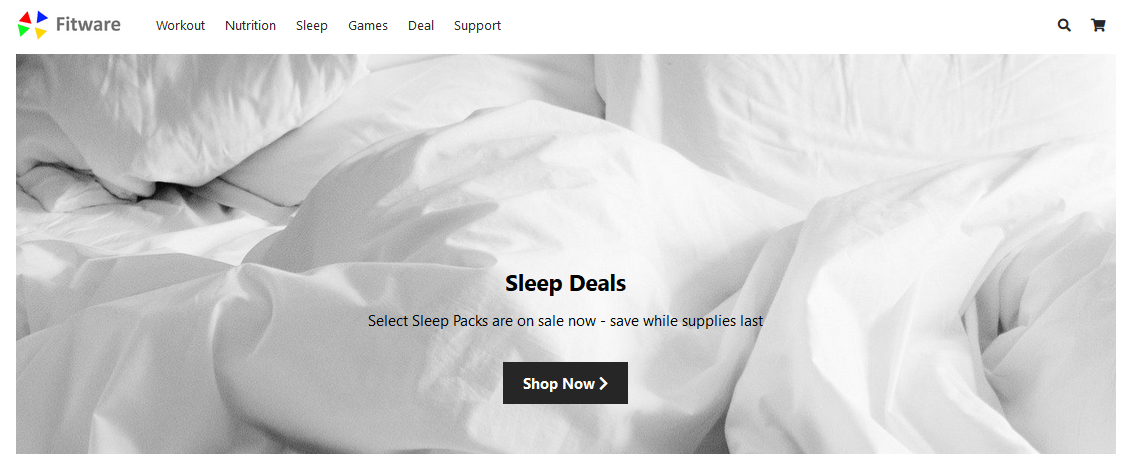 Fitware Workout Nutrition Sleep Games Deal Support
Sleep Deals
Select Sleep Packs are on sale now - save while supplies last
Shop Now